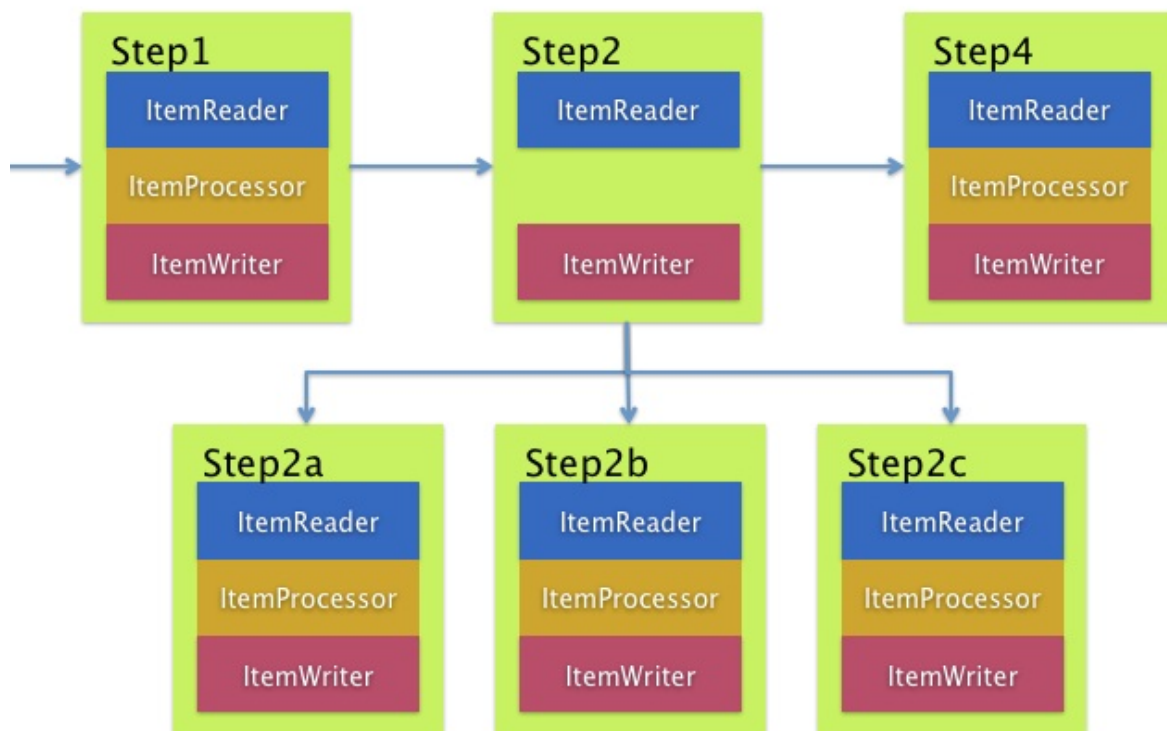 Step1
ItemReader
ItemProcessor
ItemWriter
Step2
ItemReader
ItemWriter
Step4
ItemReader
ItemProcessor
ItemWriter
Step2a
ItemReader
ItemProcessor
ItemWriter
Step2b
ItemReader
ItemProcessor
ItemWriter
Step2c
ItemReader
ItemProcessor
ItemWriter